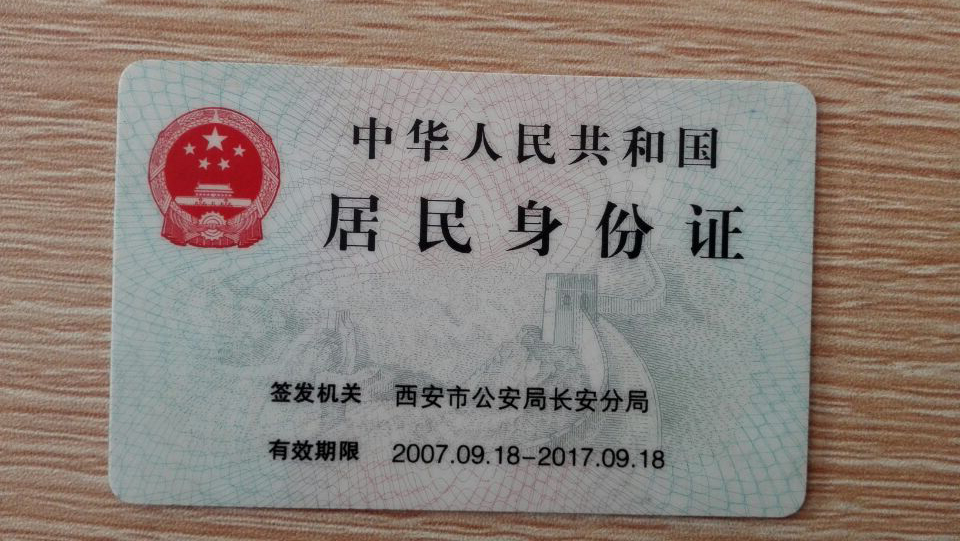 中华人民共和国
居民身份证
签发机关 西安市公安局长安分局
有效期限 2007.09.18-2017.09.18